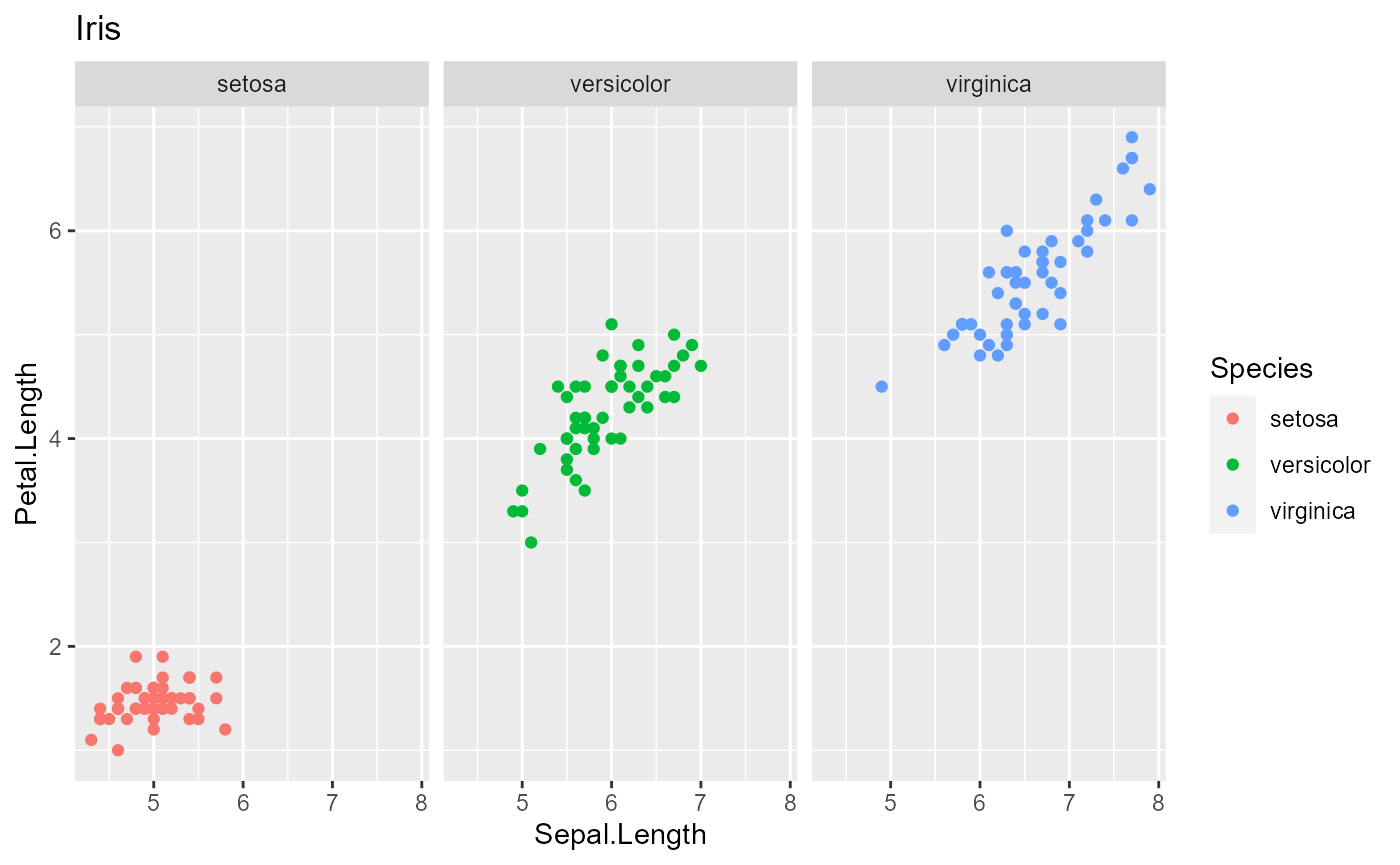 Iris
setosa versicolor virginica
Petal.Length
6
4
2
5 6 7 8 5 6 7 8 5 6 7 8
Sepal.Length
Species
setosa
versicolor
virginica